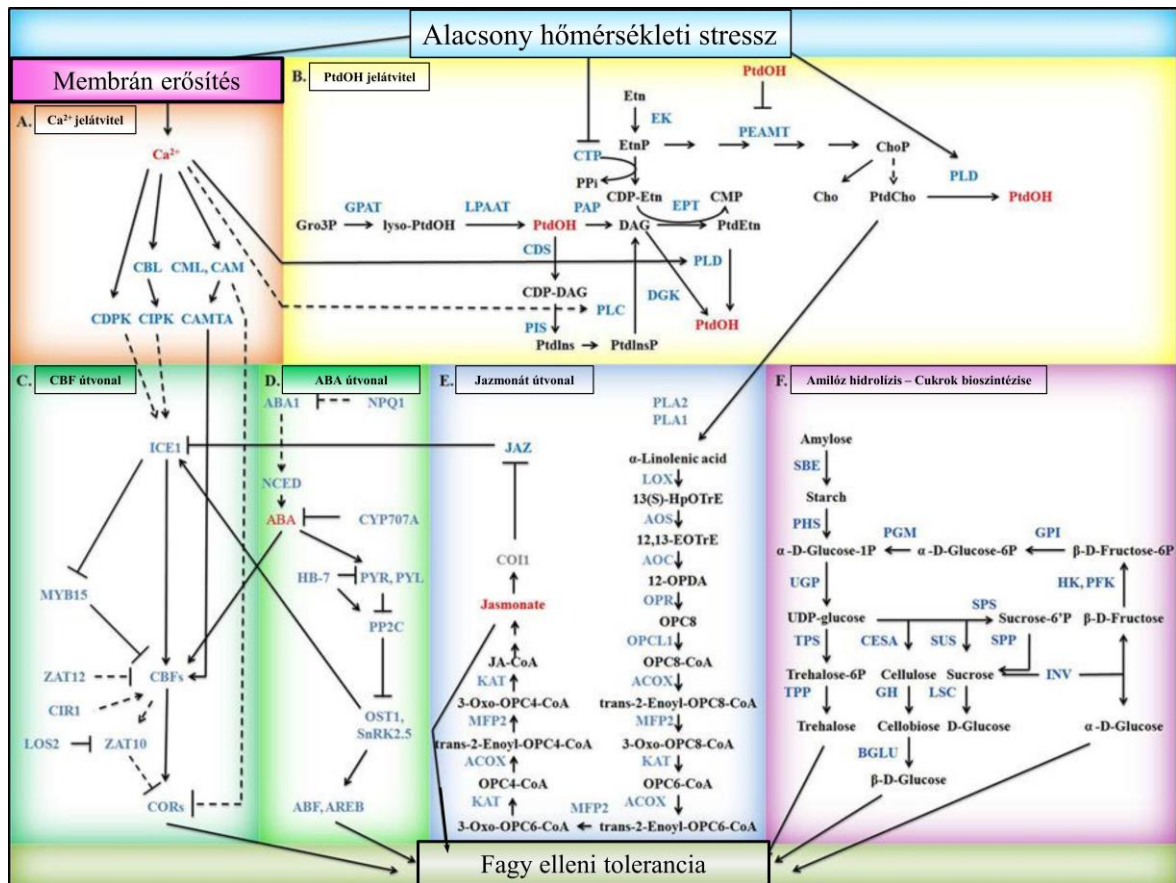 Alacsony hőmérsékleti stressz
Membrán erősítés
A. Ca²⁺ jelátvitel
Ca²⁺
CBL CML, CAM
CDPK CIPK CAMTA
B. PtdOH jelátvitel
PtdOH
Etn
EK
EtnP
PEAMT
ChoP
CTP
PPi
CDP-Etn
CMP
Cho
PtdCho
PLD
PtdOH
GPAT LPAAT PAP EPT
Gro3P lyso-PtdOH PtdOH DAG PtdEtn
CDS
PLD
CDP-DAG
PLC
DGK
PIS
PtdOH
PtdIns PtdInsP
C. CBF útvonal
ICE1
MYB15
ZAT12
CBFs
CIR1
LOS2
ZAT10
CORs
D. ABA útvonal
ABA1 NPQ1
NCED
ABA CYP707A
HB-7 PYR, PYL
PP2C
OST1,
SnRK2.5
ABF, AREB
E. Jazmonát útvonal
PLA2
PLA1
JAZ
α-Linolenic acid
LOX
13(S)-HpOTrE
AOS
12,13-EOTrE
AOC
COI1
12-OPDA
OPR
Jasmonate
OPC8
OPCL1
JA-CoA
OPC8-CoA
KAT
ACOX
3-Oxo-OPC4-CoA
trans-2-Enoyl-OPC8-CoA
MFP2
MFP2
trans-2-Enoyl-OPC4-CoA
3-Oxo-OPC8-CoA
ACOX
KAT
OPC4-CoA
OPC6-CoA
KAT
MFP2
ACOX
3-Oxo-OPC6-CoA
trans-2-Enoyl-OPC6-CoA
F. Amilóz hidrolízis – Cukrok bioszintézise
Amylose
SBE
Starch
PHS
PGM
GPI
α-D-Glucose-1P α-D-Glucose-6P β-D-Fructose-6P
UGP
HK, PFK
SPS
UDP-glucose
Sucrose-6'P
β-D-Fructose
TPS CESA SUS SPP
Trehalose-6P Cellulose Sucrose INV
TPP GH LSC
Trehalose Cellobiose D-Glucose α-D-Glucose
BGLU
β-D-Glucose
Fagy elleni tolerancia